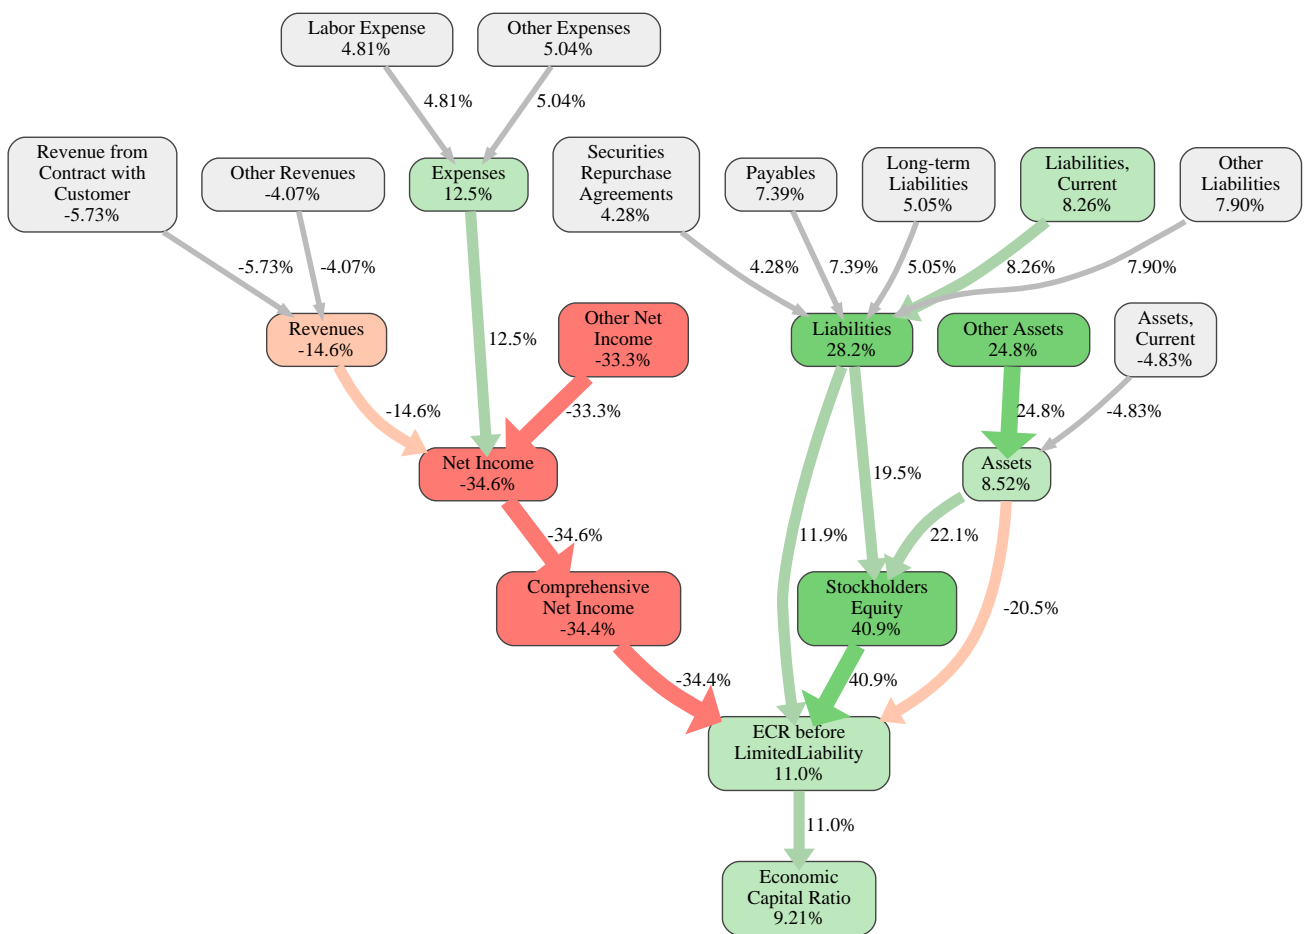 Labor Expense
4.81%
Other Expenses
5.04%
4.81%
5.04%
Revenue from
Contract with
Customer
-5.73%
Other Revenues
-4.07%
Expenses
12.5%
Securities
Repurchase
Agreements
4.28%
Payables
7.39%
Long-term
Liabilities
5.05%
Liabilities,
Current
8.26%
Other
Liabilities
7.90%
-5.73%
-4.07%
4.28%
7.39%
5.05%
8.26%
7.90%
Revenues
-14.6%
12.5%
Other Net
Income
-33.3%
Liabilities
28.2%
Other Assets
24.8%
Assets,
Current
-4.83%
-14.6%
-33.3%
24.8%
-4.83%
Net Income
-34.6%
19.5%
Assets
8.52%
-34.6%
11.9%
22.1%
Comprehensive
Net Income
-34.4%
Stockholders
Equity
40.9%
-20.5%
-34.4%
40.9%
ECR before
LimitedLiability
11.0%
11.0%
Economic
Capital Ratio
9.21%